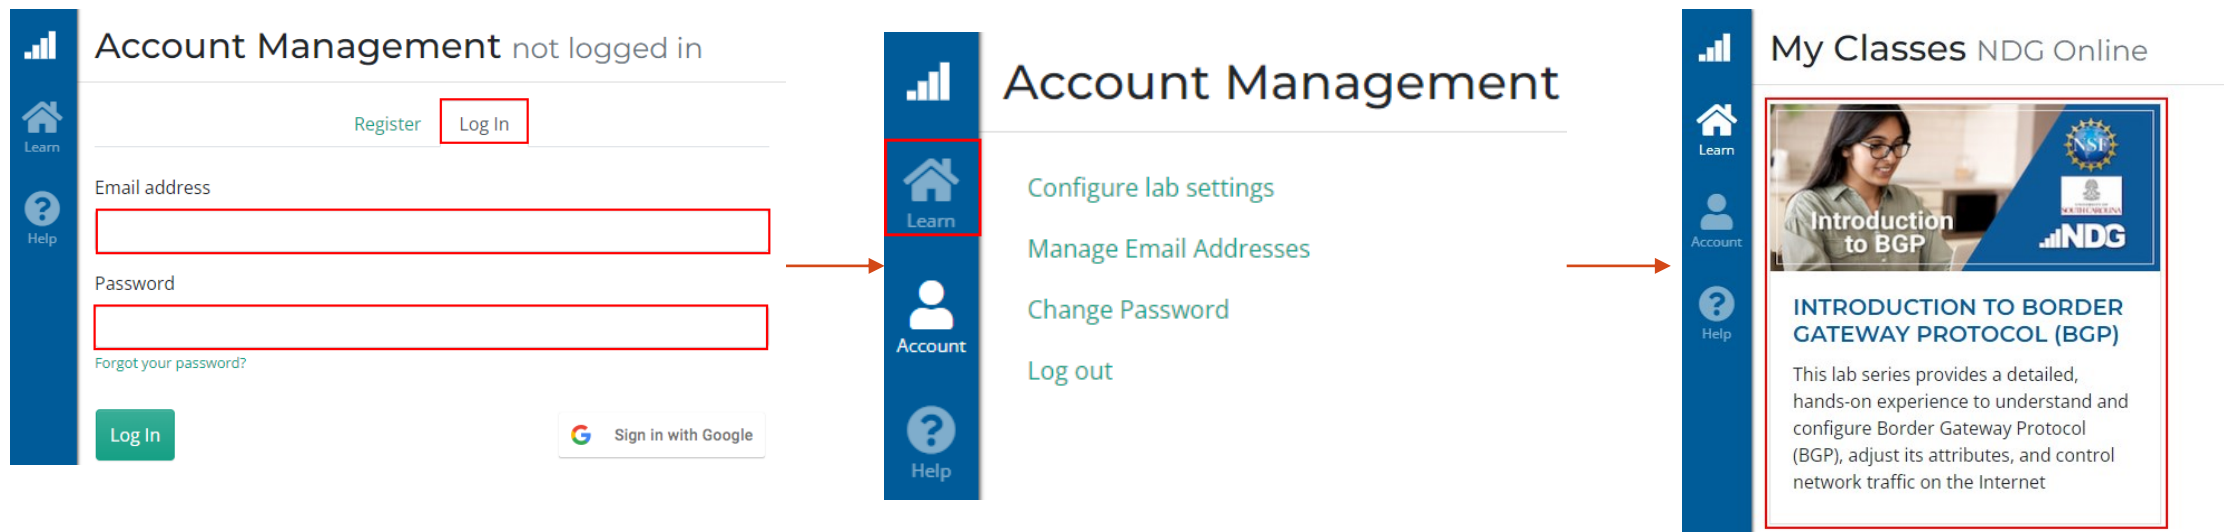 Account Management not logged in
Learn
Help
Register Log In
Email address
Password
Forgot your password?
Log In
Sign in with Google
Account Management
Learn
Account
Help
Configure lab settings
Manage Email Addresses
Change Password
Log out
My Classes NDG Online
Learn
Account
Help
Introduction
to BGP
NSF
SOUTH CAROLINA
NDG
INTRODUCTION TO BORDER
GATEWAY PROTOCOL (BGP)
This lab series provides a detailed,
hands-on experience to understand and
configure Border Gateway Protocol
(BGP), adjust its attributes, and control
network traffic on the Internet